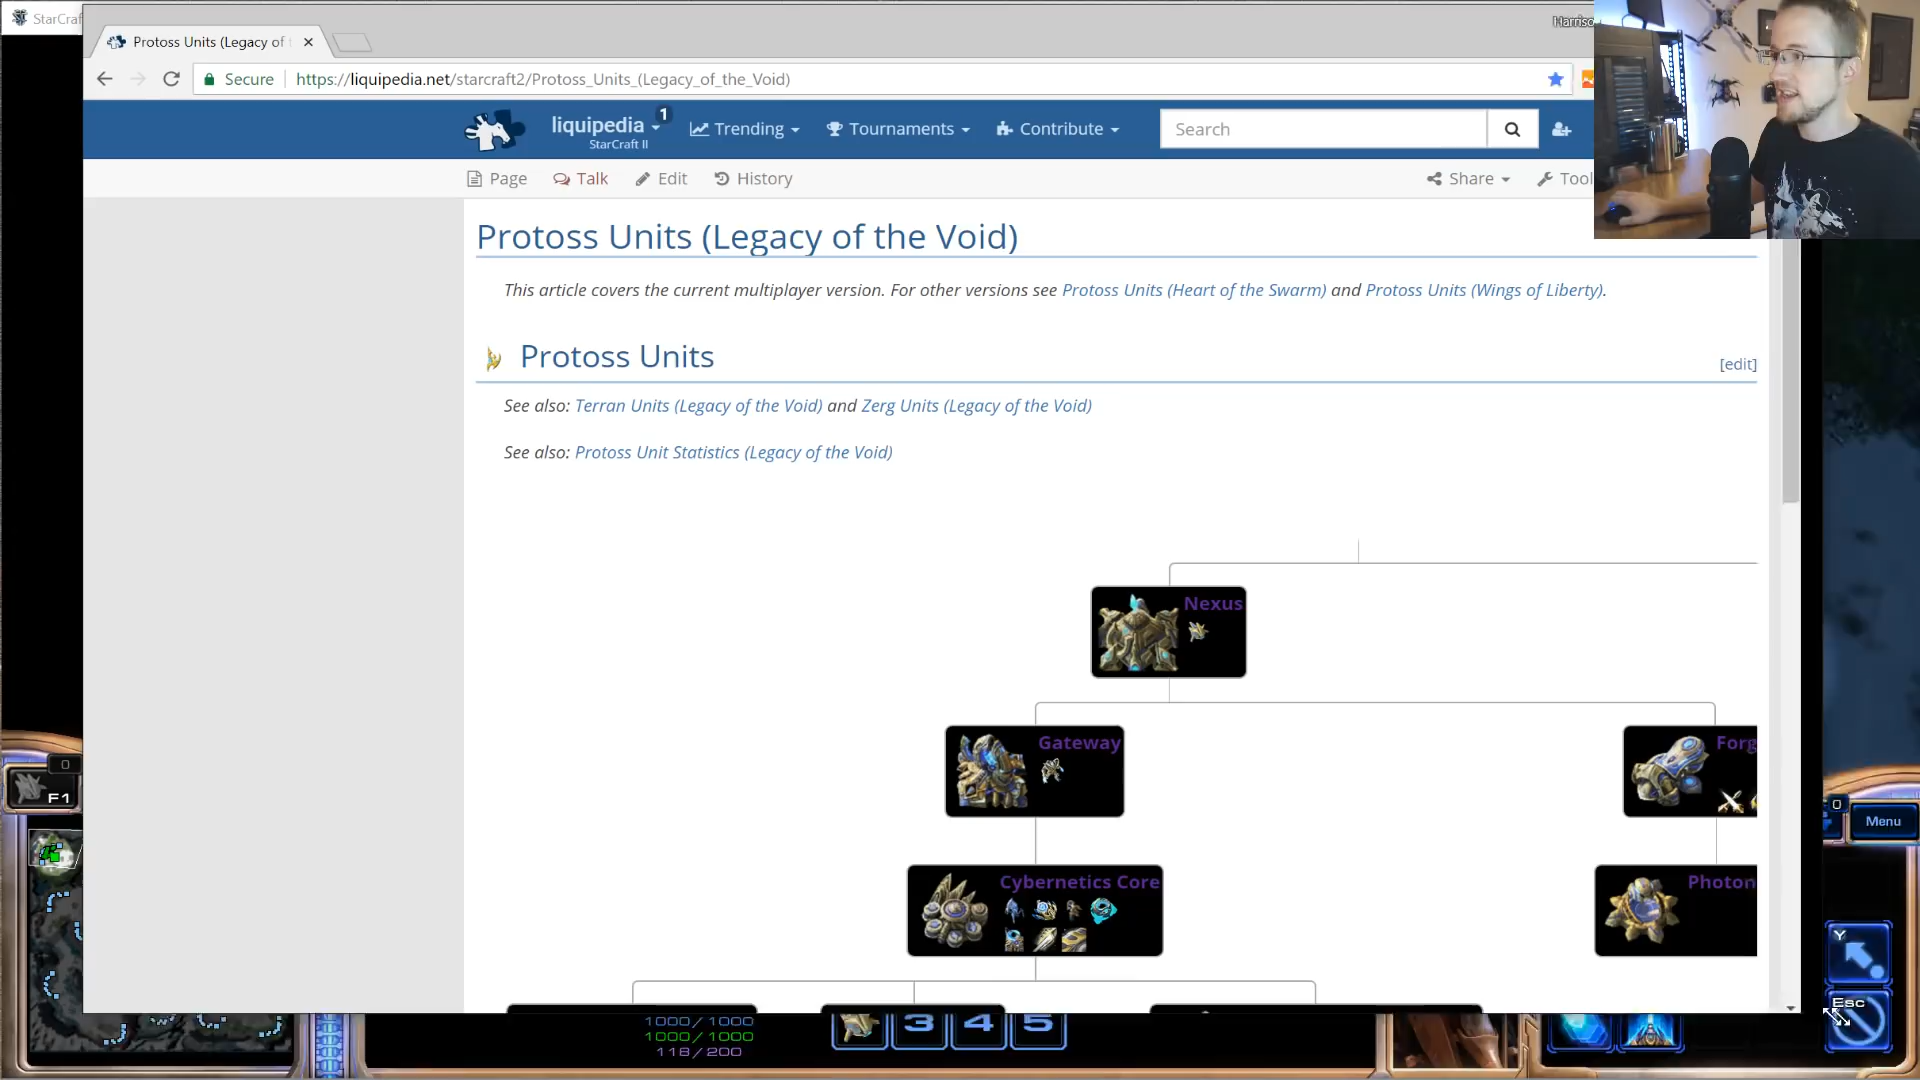 StarCraf
Harriso
Protoss Units (Legacy of
Secure
https://liquipedia.net/starcraft2/Protoss_Units_(Legacy_of_the_Void)
liquipedia
StarCraft II
1
Trending
Tournaments
Contribute
Search
Page
Talk
Edit
History
Share
Tool
Protoss Units (Legacy of the Void)
This article covers the current multiplayer version. For other versions see Protoss Units (Heart of the Swarm) and Protoss Units (Wings of Liberty).
Protoss Units
[edit]
See also: Terran Units (Legacy of the Void) and Zerg Units (Legacy of the Void)
See also: Protoss Unit Statistics (Legacy of the Void)
Nexus
Gateway
Forg
Cybernetics Core
Photon
0
F1
0
Menu
Y
Esc
1000/1000
1000/1000
118/200
3
4
5